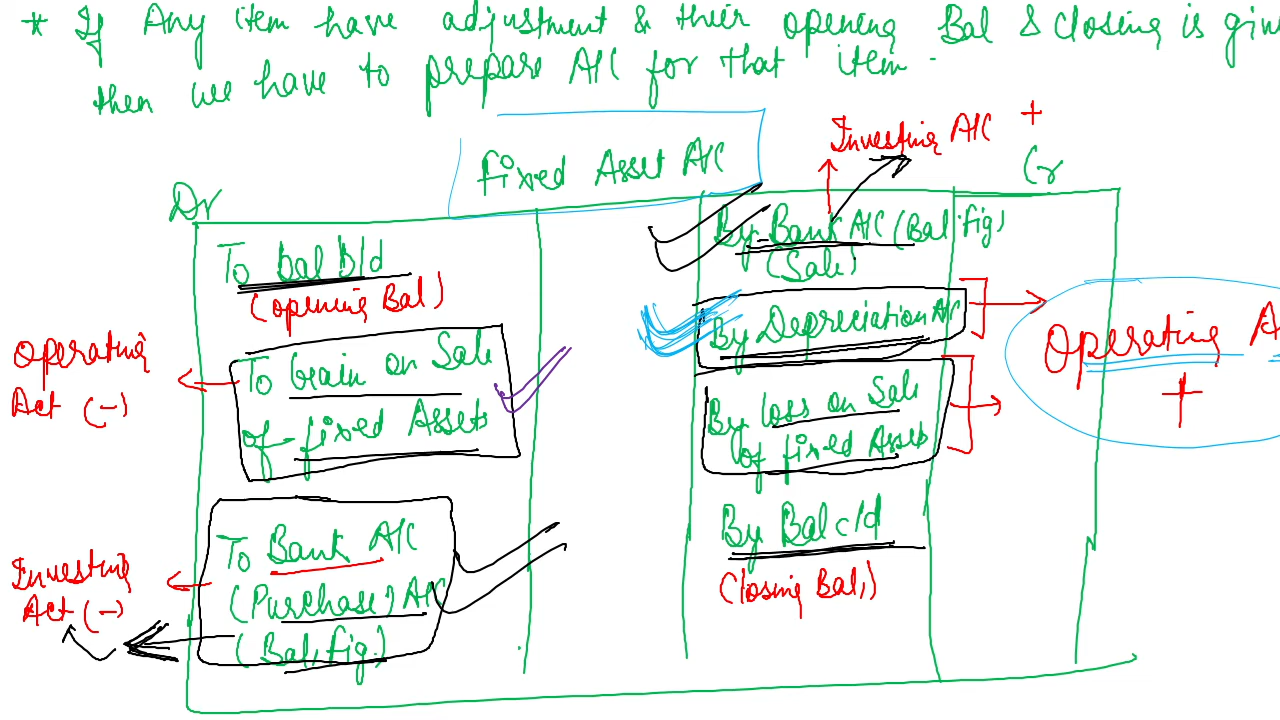 * If Any item have adjustment & their opening Bal & closing is
then we have to prepare A/C for that item.
Fixed Asset A/C
Investing A/C +
Dr
Cr
To bal b/d
(opening Bal)
To Gain on Sale
of fixed Assets
Operating
Act (-)
To Bank A/C
(Purchase) A/C
(Bal. fig.)
Investing
Act (-)
By Bank A/C (Bal. fig)
(Sale)
By Depreciation A/C
By loss on Sale
of fixed Asset
By Bal c/d
(closing Bal.)
Operating A
+